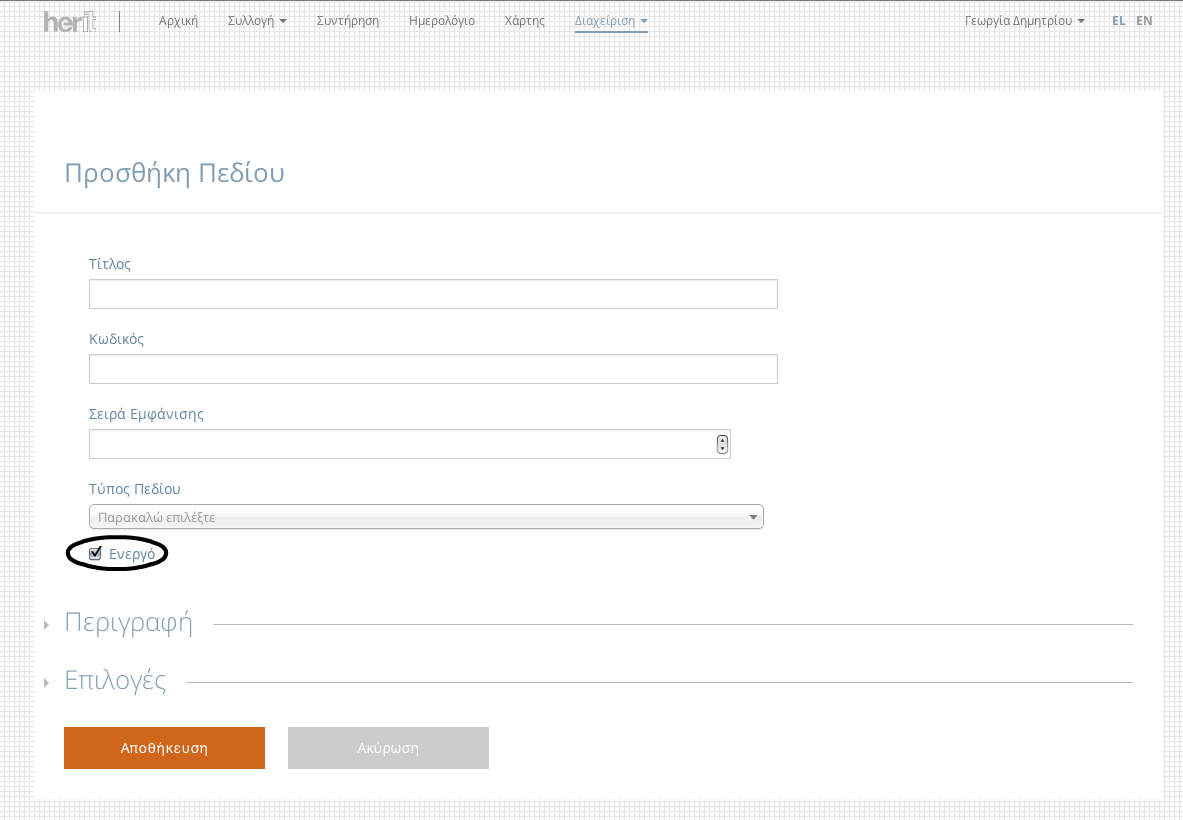 herit Αρχική Συλλογή Συντήρηση Ημερολόγιο Χάρτης Διαχείριση Γεωργία Δημητρίου EL EN
Προσθήκη Πεδίου
Τίτλος
Κωδικός
Σειρά Εμφάνισης
Τύπος Πεδίου
Παρακαλώ επιλέξτε
Ενεργό
Περιγραφή
Επιλογές
Αποθήκευση Ακύρωση